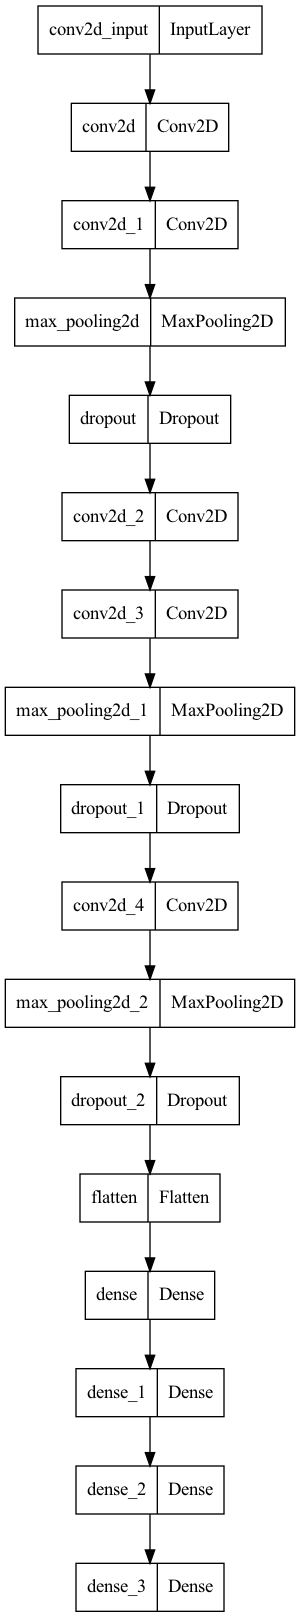 conv2d_input InputLayer
conv2d Conv2D
conv2d_1 Conv2D
max_pooling2d MaxPooling2D
dropout Dropout
conv2d_2 Conv2D
conv2d_3 Conv2D
max_pooling2d_1 MaxPooling2D
dropout_1 Dropout
conv2d_4 Conv2D
max_pooling2d_2 MaxPooling2D
dropout_2 Dropout
flatten Flatten
dense Dense
dense_1 Dense
dense_2 Dense
dense_3 Dense